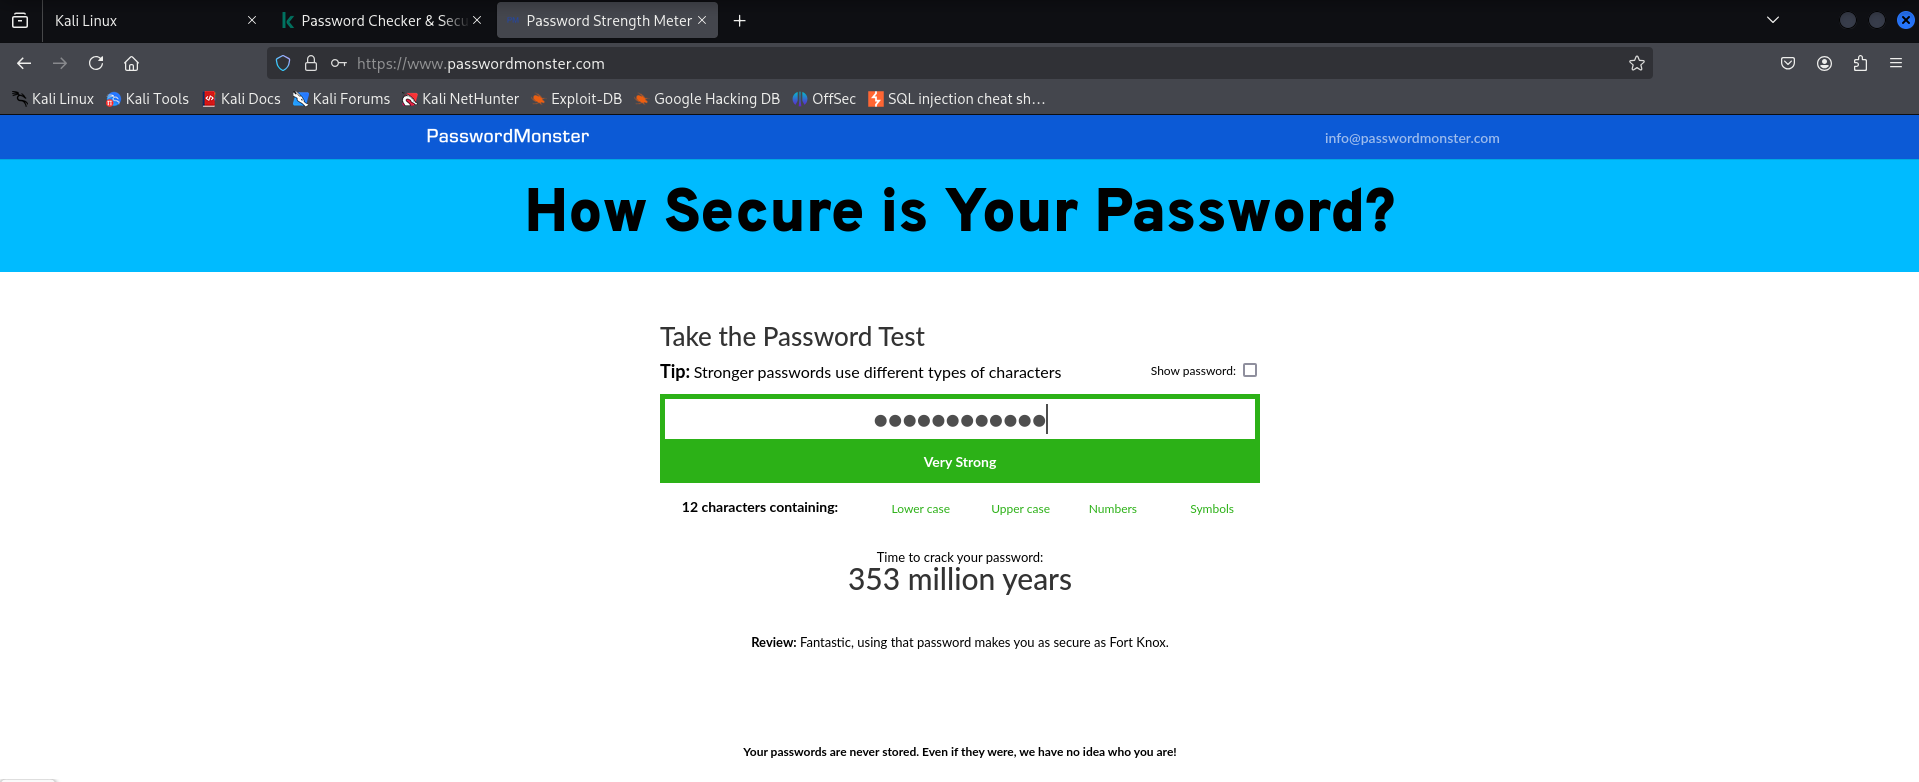 Kali Linux
Password Checker & Secu
Password Strength Meter
https://www.passwordmonster.com
Kali Linux
Kali Tools
Kali Docs
Kali Forums
Kali NetHunter
Exploit-DB
Google Hacking DB
OffSec
SQL injection cheat sh...
PasswordMonster
info@passwordmonster.com
How Secure is Your Password?
Take the Password Test
Tip: Stronger passwords use different types of characters
Show password:
Very Strong
12 characters containing:
Lower case
Upper case
Numbers
Symbols
Time to crack your password:
353 million years
Review: Fantastic, using that password makes you as secure as Fort Knox.
Your passwords are never stored. Even if they were, we have no idea who you are!